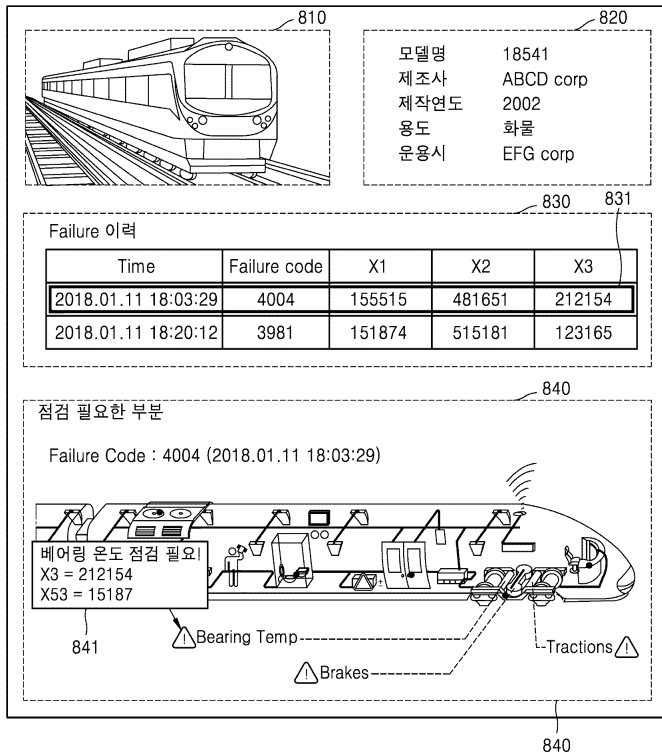 810
820
모델명 18541
제조사 ABCD corp
제작연도 2002
용도 화물
운용시 EFG corp
830
831
Failure 이력
Time Failure code X1 X2 X3
2018.01.11 18:03:29 4004 155515 481651 212154
2018.01.11 18:20:12 3981 151874 515181 123165
840
점검 필요한 부분
Failure Code : 4004 (2018.01.11 18:03:29)
베어링 온도 점검 필요!
X3 = 212154
X53 = 15187
841
! Bearing Temp
! Brakes
Tractions !
840